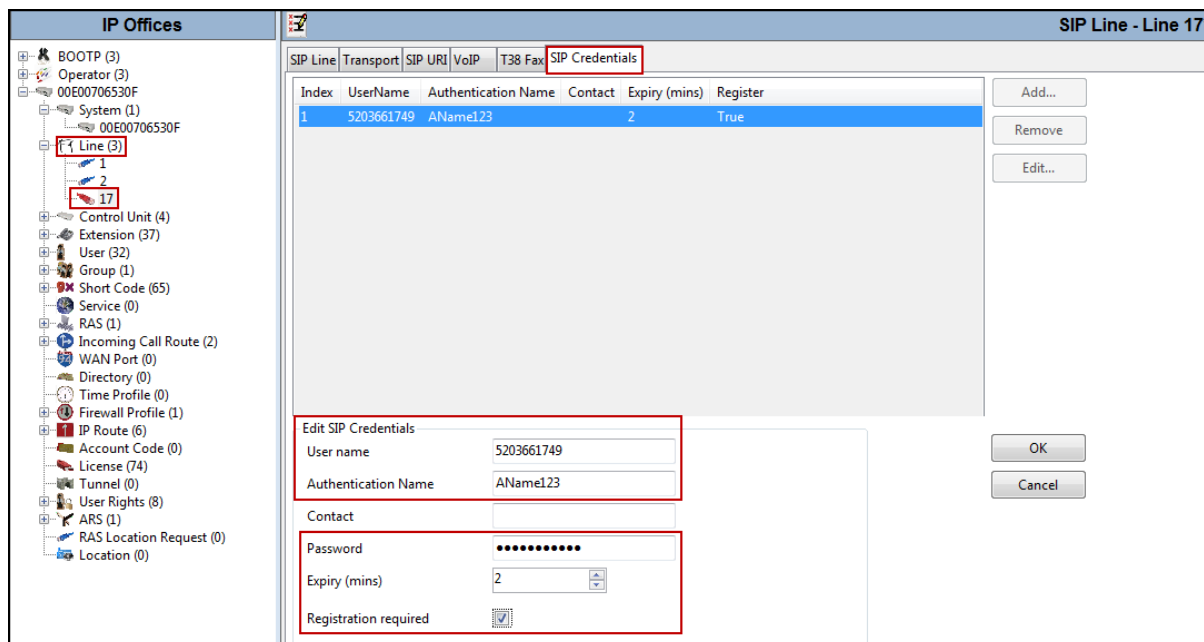 IP Offices
BOOTP (3)
Operator (3)
00E00706530F
System (1)
00E00706530F
Line (3)
1
2
17
Control Unit (4)
Extension (37)
User (32)
Group (1)
Short Code (65)
Service (0)
RAS (1)
Incoming Call Route (2)
WAN Port (0)
Directory (0)
Time Profile (0)
Firewall Profile (1)
IP Route (6)
Account Code (0)
License (74)
Tunnel (0)
User Rights (8)
ARS (1)
RAS Location Request (0)
Location (0)
SIP Line - Line 17
SIP Line Transport SIP URI VoIP T38 Fax SIP Credentials
Index UserName Authentication Name Contact Expiry (mins) Register
1 5203661749 AName123 2 True
Add...
Remove
Edit...
Edit SIP Credentials
User name 5203661749
Authentication Name AName123
Contact
Password •••••••••••
Expiry (mins) 2
Registration required
OK
Cancel